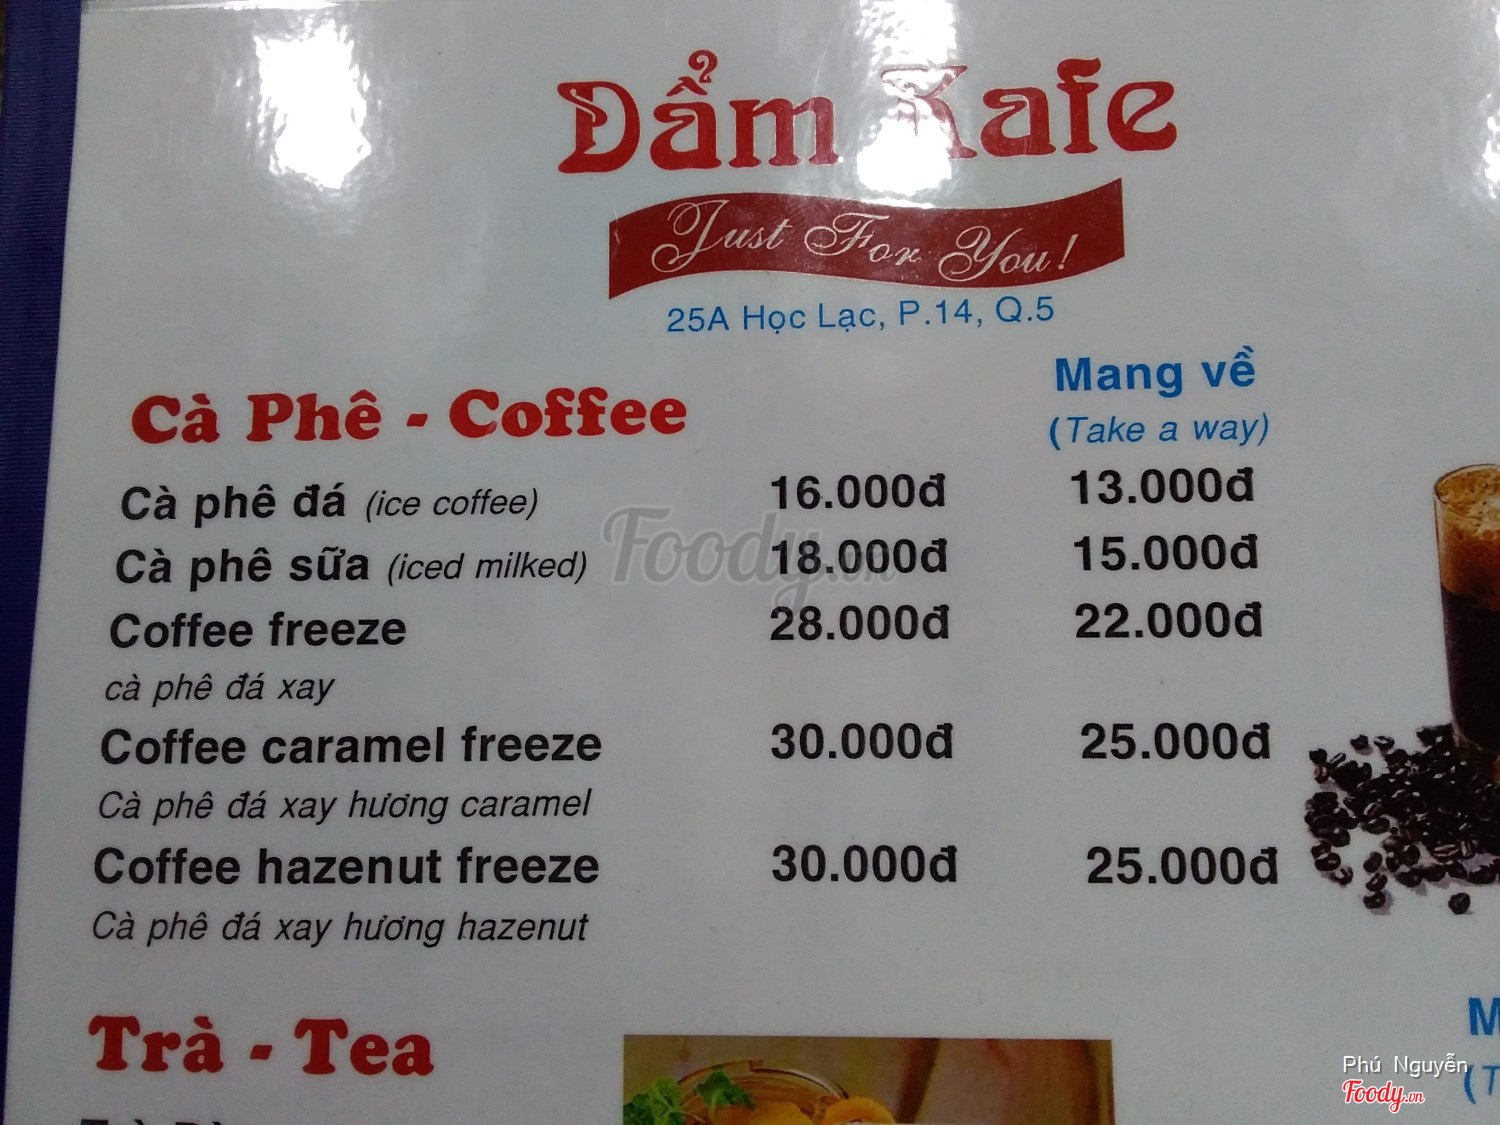 Đẩm Kafe
Just For You!
25A Học Lạc, P.14, Q.5
Mang về
(Take a way)
Cà Phê - Coffee
Cà phê đá (ice coffee) 16.000đ 13.000đ
Cà phê sữa (iced milked) 18.000đ 15.000đ
Coffee freeze 28.000đ 22.000đ
cà phê đá xay
Coffee caramel freeze 30.000đ 25.000đ
Cà phê đá xay hương caramel
Coffee hazenut freeze 30.000đ 25.000đ
Cà phê đá xay hương hazenut
Trà - Tea
Foody.vn
Phú Nguyễn
Foody.vn